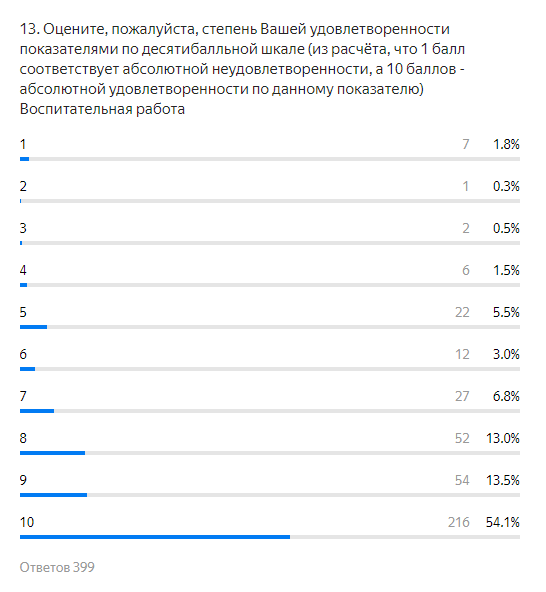 13. Оцените, пожалуйста, степень Вашей удовлетворенности
показателями по десятибалльной шкале (из расчёта, что 1 балл
соответствует абсолютной неудовлетворенности, а 10 баллов -
абсолютной удовлетворенности по данному показателю)
Воспитательная работа
1 7 1.8%
2 1 0.3%
3 2 0.5%
4 6 1.5%
5 22 5.5%
6 12 3.0%
7 27 6.8%
8 52 13.0%
9 54 13.5%
10 216 54.1%
Ответов 399